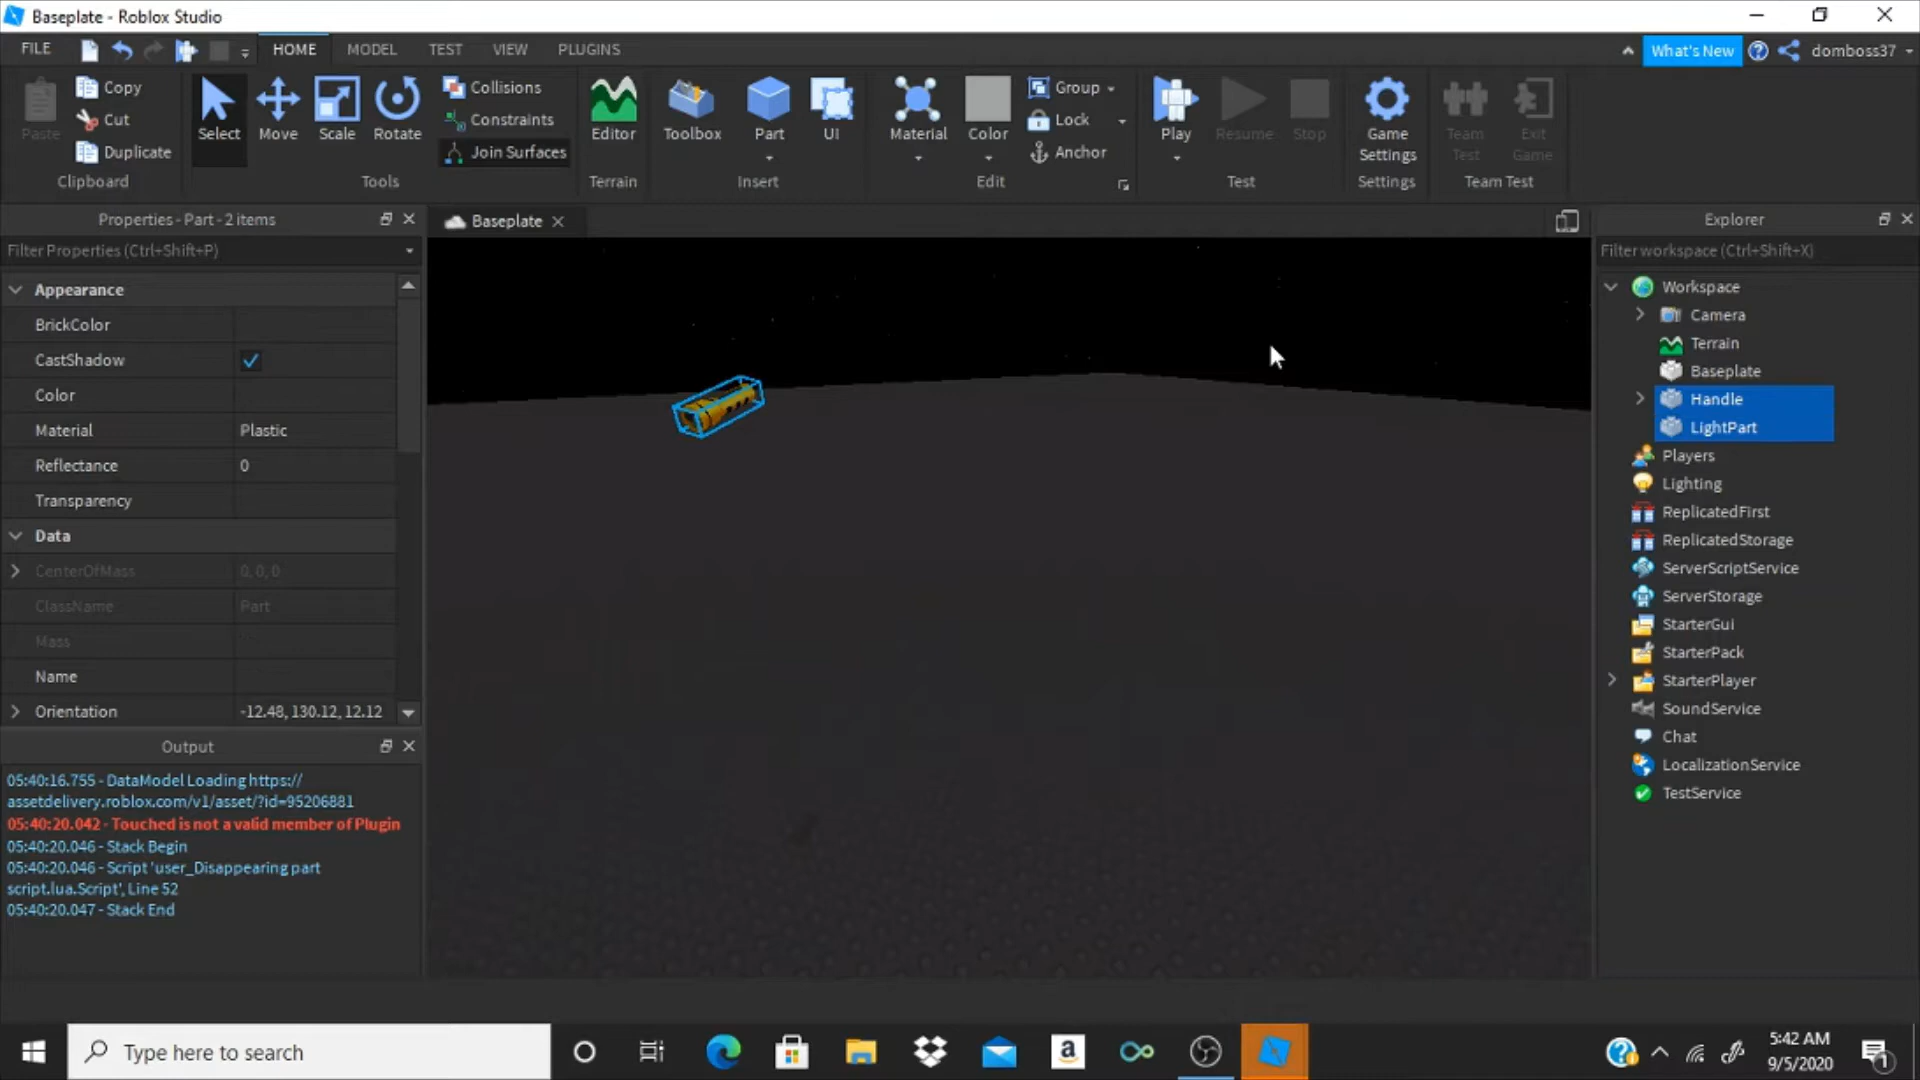 Baseplate - Roblox Studio
FILE HOME MODEL TEST VIEW PLUGINS What's New domboss37
Paste Copy Cut Duplicate
Select Move Scale Rotate Collisions Constraints Join Surfaces
Editor Toolbox Part UI
Material Color Group Lock Anchor
Play Resume Stop
Game Settings
Team Test Exit Game
Clipboard Tools Terrain Insert Edit Test Settings Team Test
Properties - Part - 2 items
Filter Properties (Ctrl+Shift+P)
Appearance
BrickColor
CastShadow
Color
Material Plastic
Reflectance 0
Transparency
Data
CenterOfMass 0, 0, 0
ClassName Part
Mass
Name
Orientation -12.48, 130.12, 12.12
Output
05:40:16.755 - DataModel Loading https://
assetdelivery.roblox.com/v1/asset/?id=95206881
05:40:20.042 - Touched is not a valid member of Plugin
05:40:20.046 - Stack Begin
05:40:20.046 - Script 'user_Disappearing part
script.lua.Script', Line 52
05:40:20.047 - Stack End
Baseplate
Explorer
Filter workspace (Ctrl+Shift+X)
Workspace
Camera
Terrain
Baseplate
Handle
LightPart
Players
Lighting
ReplicatedFirst
ReplicatedStorage
ServerScriptService
ServerStorage
StarterGui
StarterPack
StarterPlayer
SoundService
Chat
LocalizationService
TestService
Type here to search
a
5:42 AM
9/5/2020
1